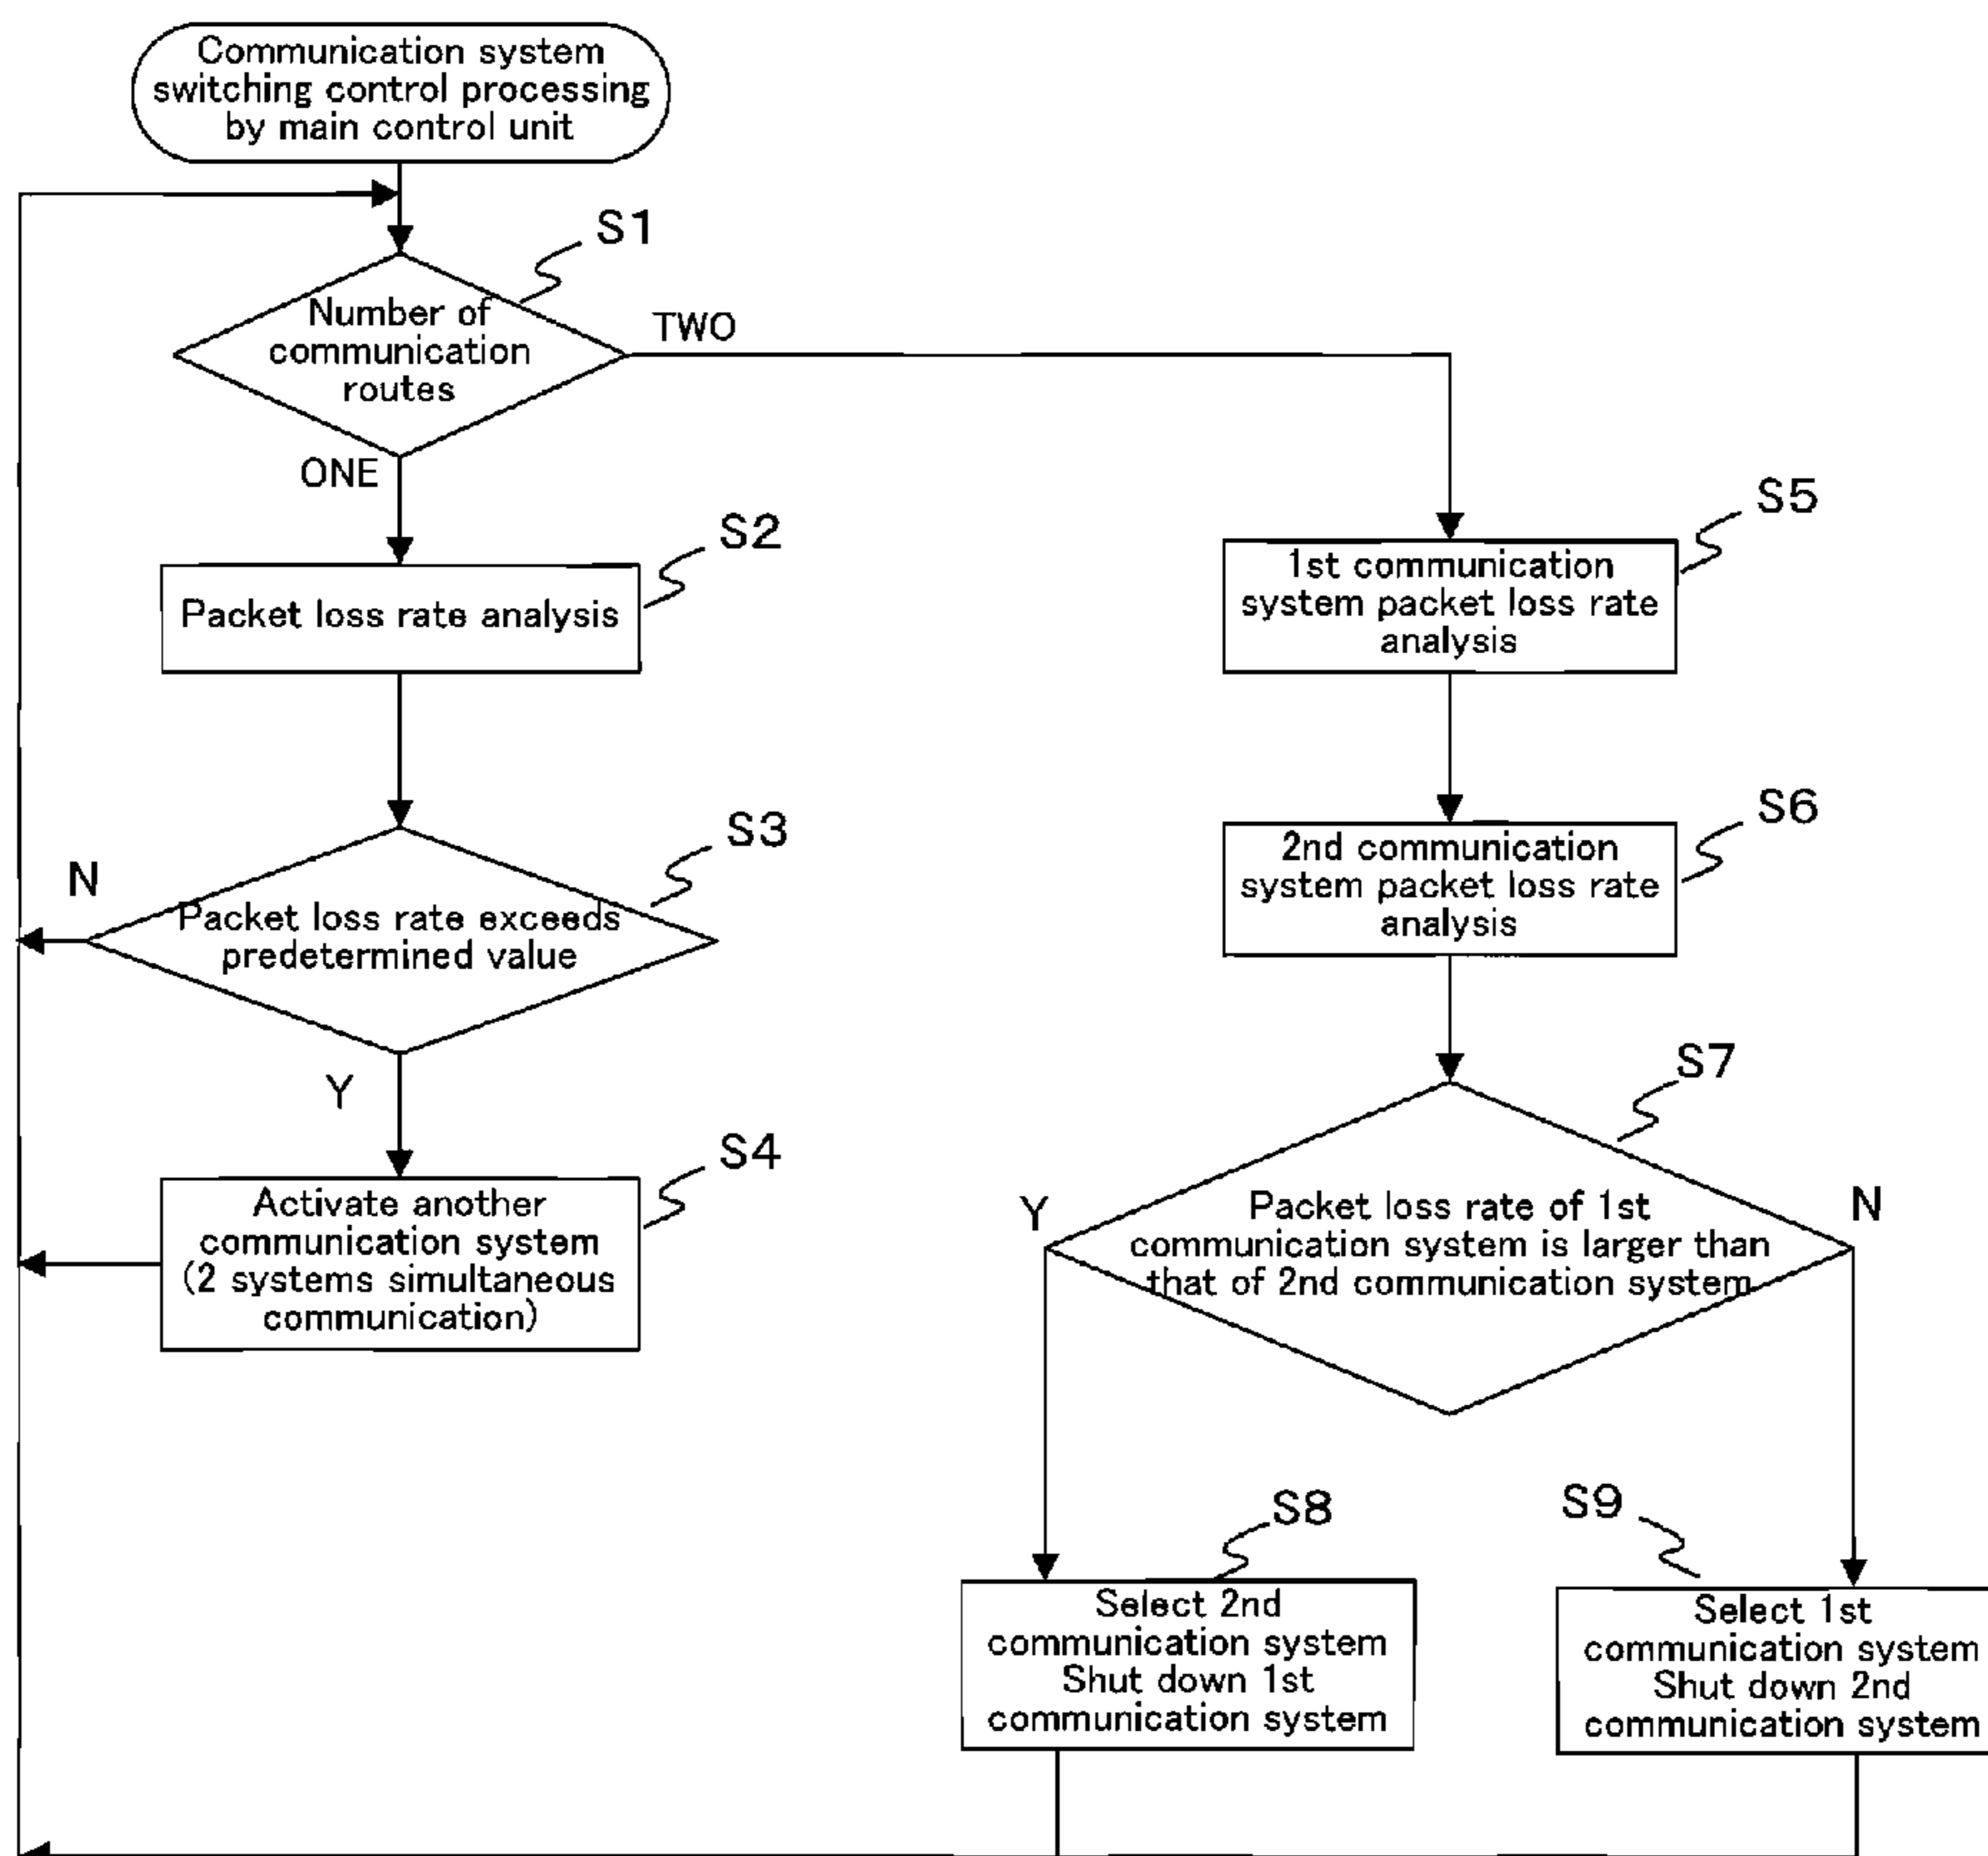 Communication system
switching control processing
by main control unit
S1
Number of
communication
routes
TWO
ONE
S2
Packet loss rate analysis
S3
N
Packet loss rate exceeds
predetermined value
Y
S4
Activate another
communication system
(2 systems simultaneous
communication)
S5
1st communication
system packet loss rate
analysis
S6
2nd communication
system packet loss rate
analysis
S7
Y
N
Packet loss rate of 1st
communication system is larger than
that of 2nd communication system
S8
Select 2nd
communication system
Shut down 1st
communication system
S9
Select 1st
communication system
Shut down 2nd
communication system